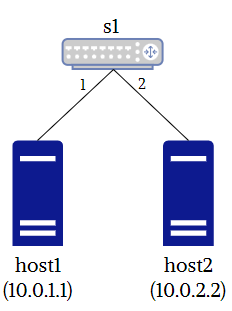 s1
1 2
host1 host2
(10.0.1.1) (10.0.2.2)